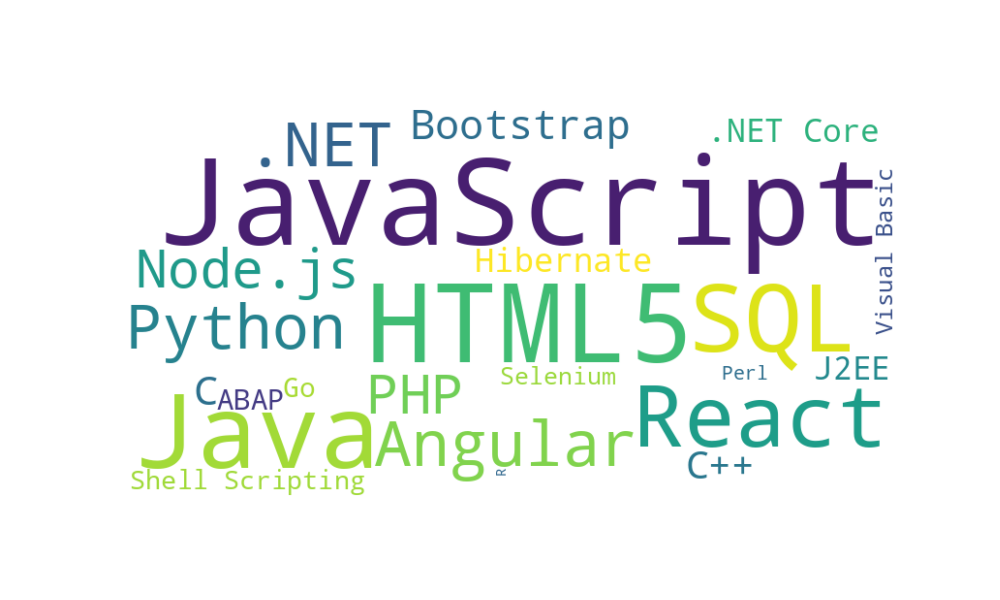 .NET
Bootstrap
.NET Core
JavaScript
Visual Basic
Node.js
Hibernate
HTML5
SQL
Python
Selenium
Perl
J2EE
C
ABAP
Go
PHP
React
Java
Angular
C++
Shell Scripting
R